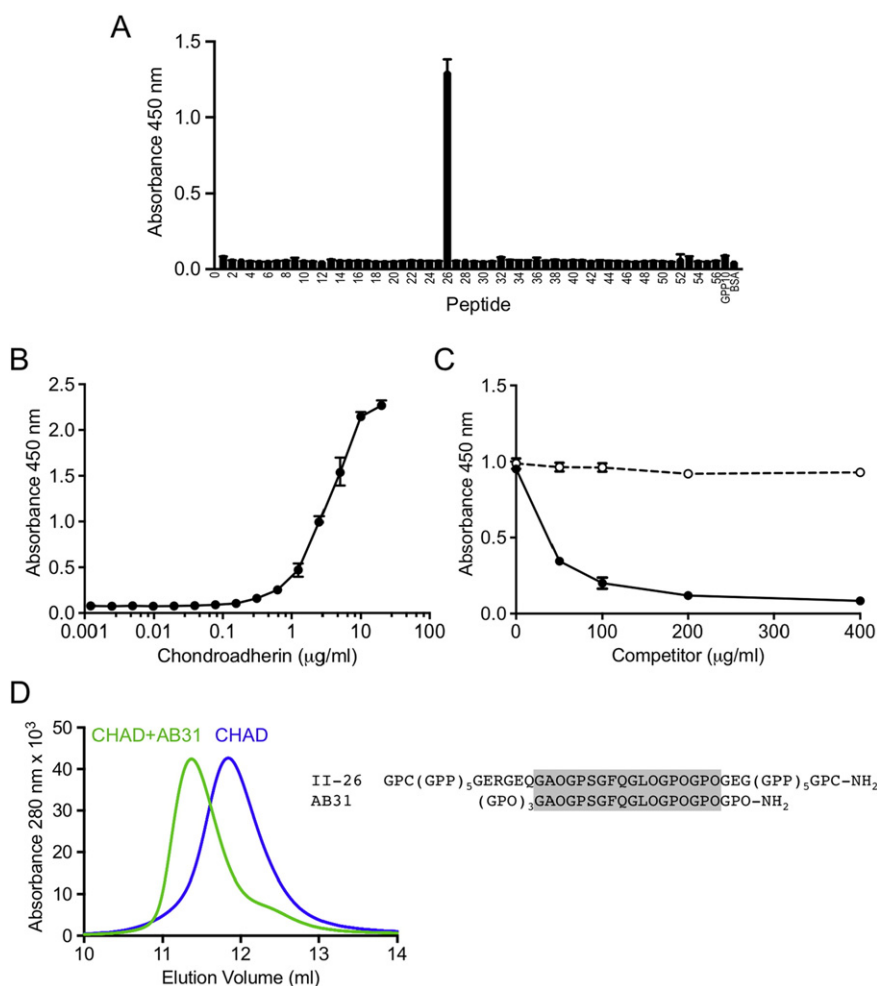 A
Absorbance 450 nm
1.5
1.0
0.5
0.0
0 2 4 6 8 10 12 14 16 18 20 22 24 26 28 30 32 34 36 38 40 42 44 46 48 50 52 54 56 GPP10 BSA
Peptide
B
Absorbance 450 nm
2.5
2.0
1.5
1.0
0.5
0.0
0.001 0.01 0.1 1 10 100
Chondroadherin (μg/ml)
C
Absorbance 450 nm
1.5
1.0
0.5
0.0
0 100 200 300 400
Competitor (μg/ml)
D
Absorbance 280 nm x 10³
50
40
30
20
10
0
CHAD+AB31 CHAD
10 11 12 13 14
Elution Volume (ml)
II-26 GPC(GPP)₅GERGEQGAOGPSGFQGLOGPOGPOGEG(GPP)₅GPC-NH₂
AB31 (GPO)₃GAOGPSGFQGLOGPOGPOGPO-NH₂